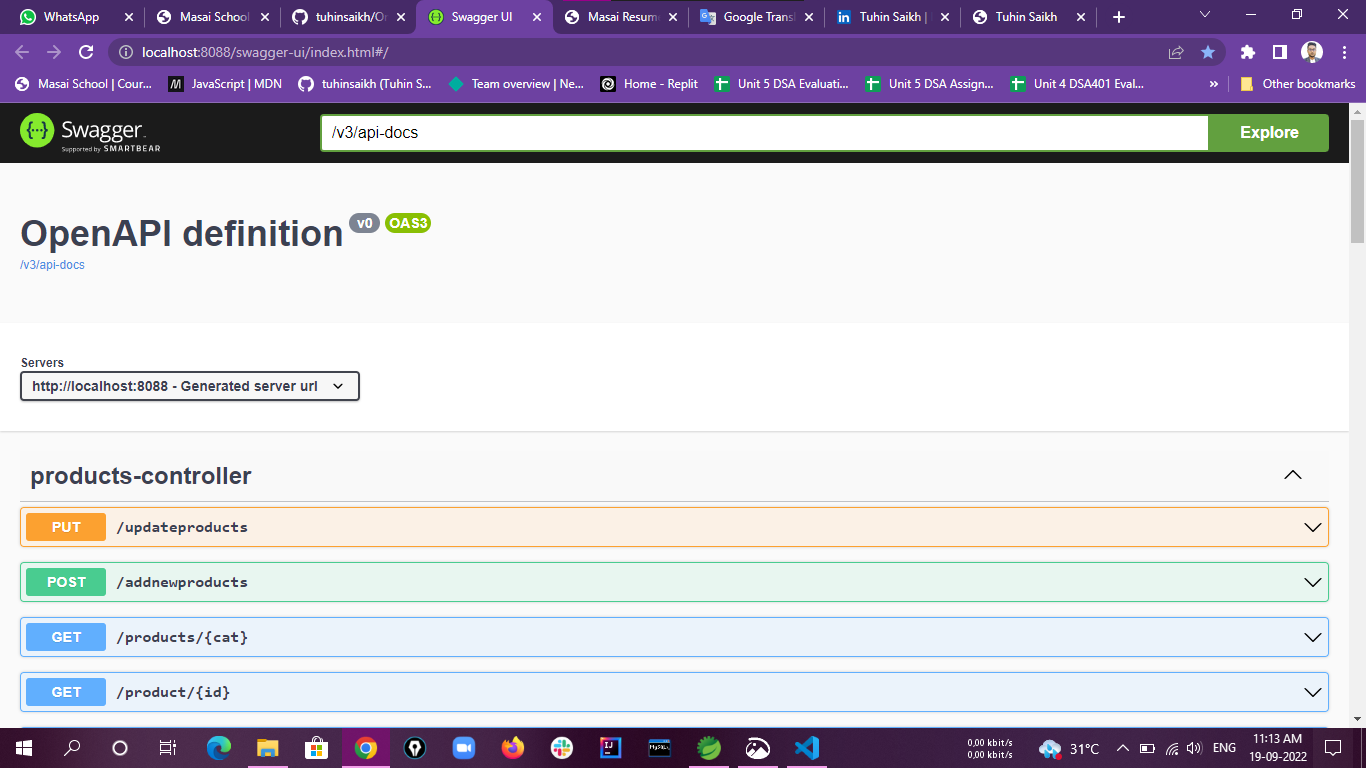 WhatsApp
Masai School
tuhinsaikh/On
Swagger UI
Masai Resum
Google Transl
Tuhin Saikh |
Tuhin Saikh
localhost:8088/swagger-ui/index.html#/
Masai School | Cour...
JavaScript | MDN
tuhinsaikh (Tuhin S...
Team overview | Ne...
Home - Replit
Unit 5 DSA Evaluati...
Unit 5 DSA Assign...
Unit 4 DSA401 Eval...
»
Other bookmarks
Swagger.
Supported by SMARTBEAR
/v3/api-docs
Explore
OpenAPI definition
v0
OAS3
/v3/api-docs
Servers
http://localhost:8088 - Generated server url
products-controller
PUT /updateproducts
POST /addnewproducts
GET /products/{cat}
GET /product/{id}
0,00 kbit/s
0,00 kbit/s
31°C
ENG
11:13 AM
19-09-2022